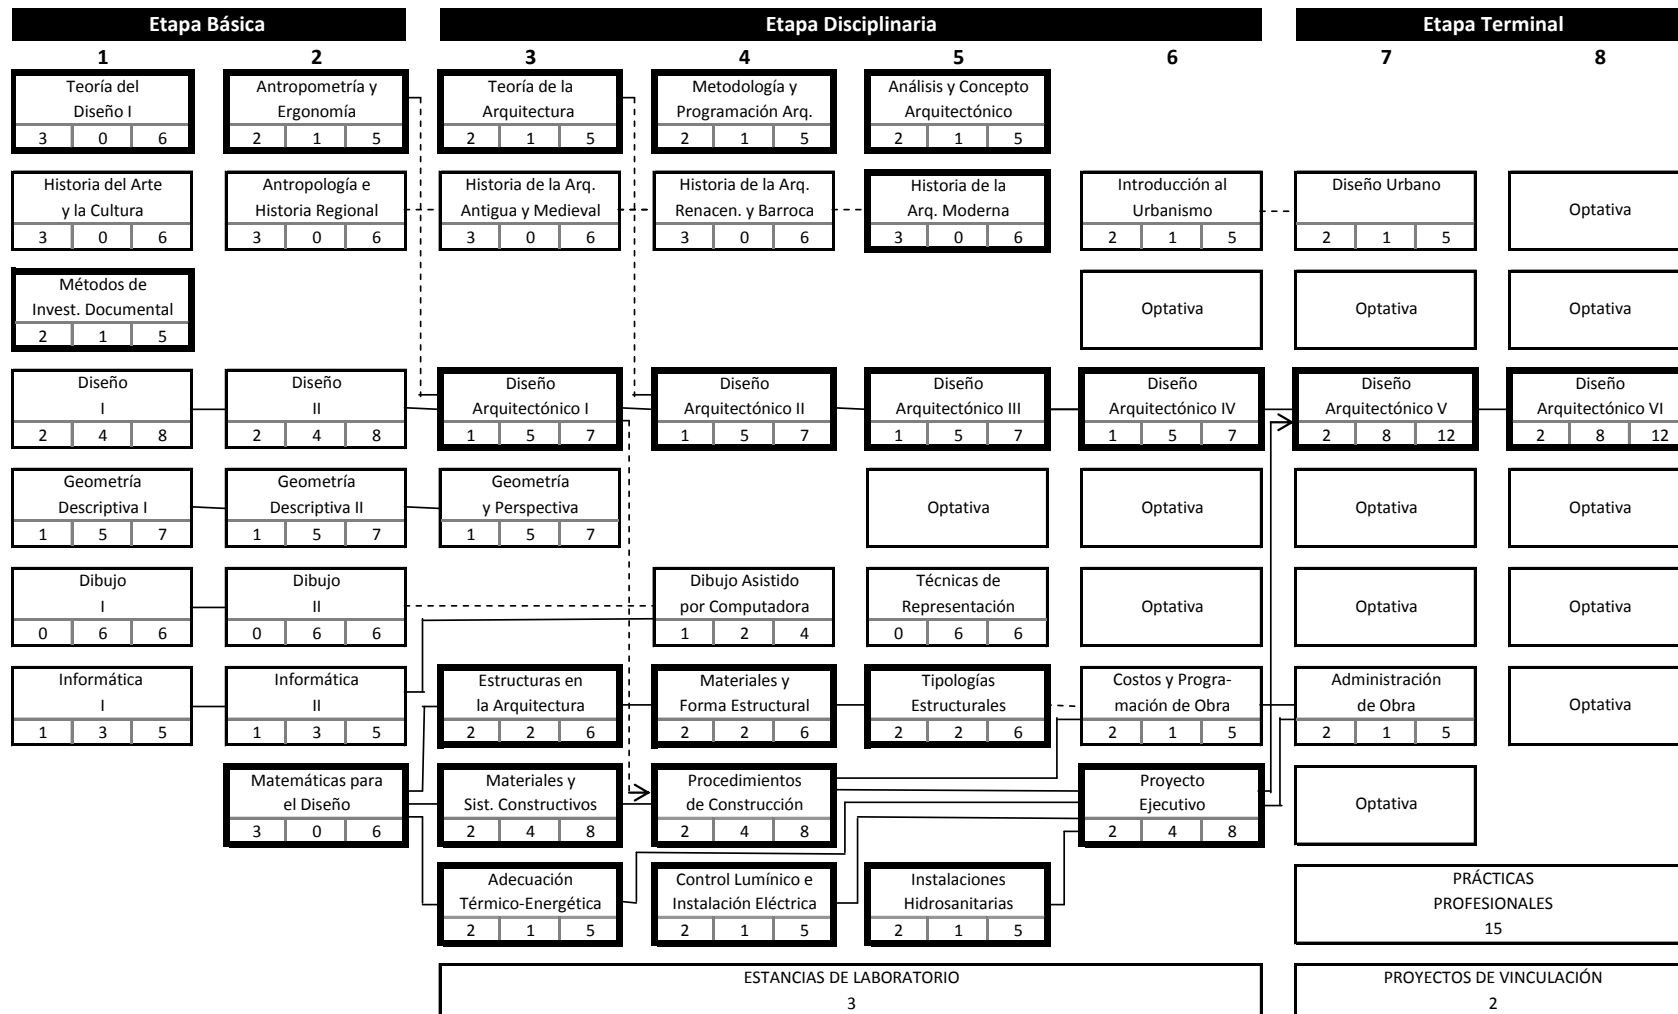 Etapa Básica Etapa Disciplinaria Etapa Terminal
1 2 3 4 5 6 7 8
Teoría del Antropometría y Teoría de la Metodología y Análisis y Concepto
Diseño I Ergonomía Arquitectura Programación Arq. Arquitectónico
3 0 6 2 1 5 2 1 5 2 1 5 2 1 5
Historia del Arte Antropología e Historia de la Arq. Historia de la Arq. Historia de la Introducción al Diseño Urbano
y la Cultura Historia Regional Antigua y Medieval Renacen. y Barroca Arq. Moderna Urbanismo Optativa
3 0 6 3 0 6 3 0 6 3 0 6 3 0 6 2 1 5 2 1 5
Métodos de
Invest. Documental Optativa Optativa Optativa
2 1 5
Diseño Diseño Diseño Diseño Diseño Diseño Diseño Diseño
I II Arquitectónico I Arquitectónico II Arquitectónico III Arquitectónico IV Arquitectónico V Arquitectónico VI
2 4 8 2 4 8 1 5 7 1 5 7 1 5 7 1 5 7 2 8 12 2 8 12
Geometría Geometría Geometría
Descriptiva I Descriptiva II y Perspectiva Optativa Optativa Optativa Optativa
1 5 7 1 5 7 1 5 7
Dibujo Dibujo Dibujo Asistido Técnicas de
I II por Computadora Representación Optativa Optativa Optativa
0 6 6 0 6 6 1 2 4 0 6 6
Informática Informática Estructuras en Materiales y Tipologías Costos y Progra- Administración
I II la Arquitectura Forma Estructural Estructurales mación de Obra de Obra Optativa
1 3 5 1 3 5 2 2 6 2 2 6 2 2 6 2 1 5 2 1 5
Matemáticas para Materiales y Procedimientos Proyecto
el Diseño Sist. Constructivos de Construcción Ejecutivo Optativa
3 0 6 2 4 8 2 4 8 2 4 8
Adecuación Control Lumínico e Instalaciones PRÁCTICAS
Térmico-Energética Instalación Eléctrica Hidrosanitarias PROFESIONALES
2 1 5 2 1 5 2 1 5 15
ESTANCIAS DE LABORATORIO PROYECTOS DE VINCULACIÓN
3 2